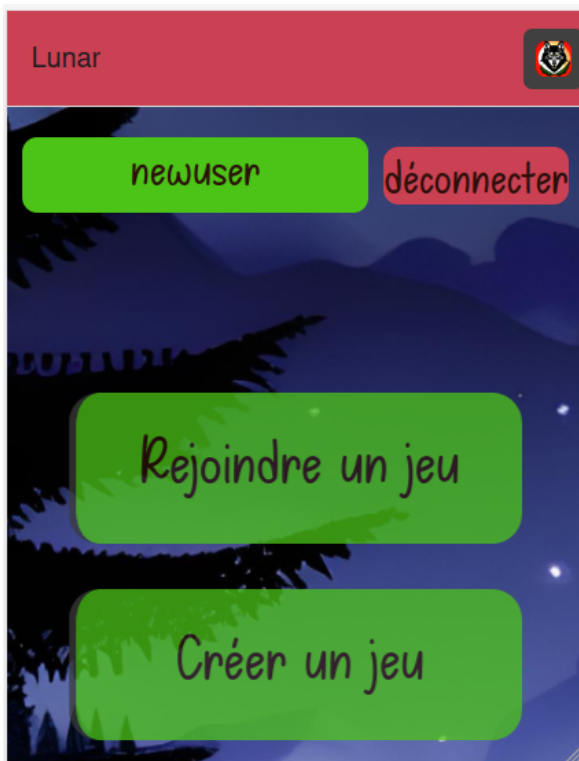 Lunar
newuser
déconnecter
Rejoindre un jeu
Créer un jeu